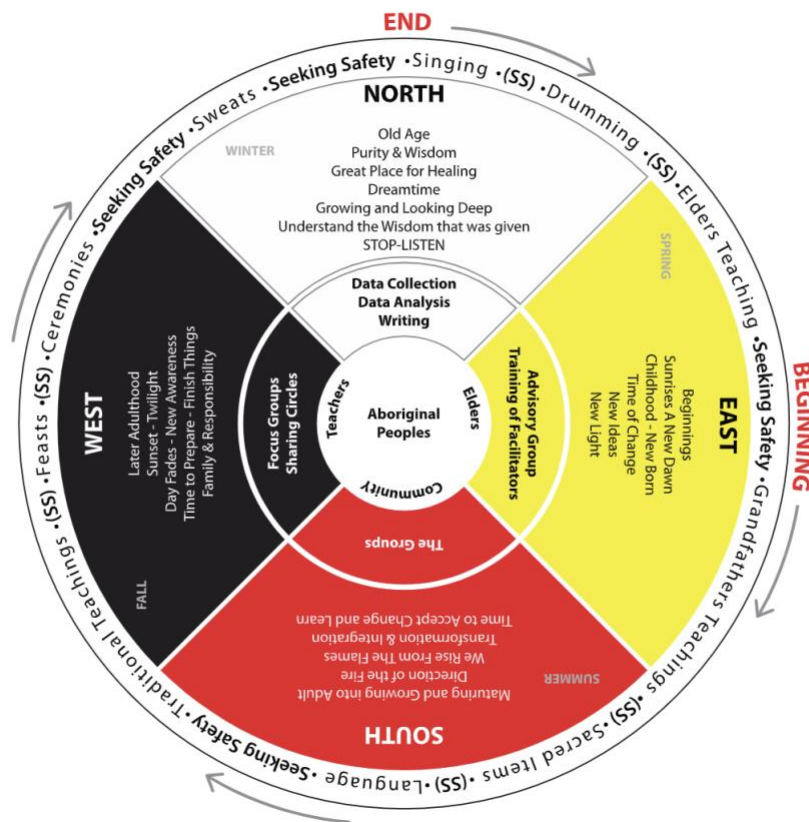 END
•Singing •(SS) •Drumming •(SS) •Elders Teaching •Seeking Safety •Grandfathers Teachings •(SS) •Sacred Items •(SS) •Language •Seeking Safety •Traditional Teachings •(SS) •Feasts •(SS) •Ceremonies •Seeking Safety •Sweats •Seeking Safety
NORTH
WINTER
Old Age
Purity & Wisdom
Great Place for Healing
Dreamtime
Growing and Looking Deep
Understand the Wisdom that was given
STOP-LISTEN
Data Collection
Data Analysis
Writing
BEGINNING
SPRING
EAST
Beginnings
Sunrises A New Dawn
Childhood - New Born
Time of Change
New Ideas
New Light
Advisory Group
Training of Facilitators
SUMMER
SOUTH
Maturing and Growing into Adult
Direction of the Fire
We Rise From The Flames
Transformation & Integration
Time to Accept Change and Learn
The Groups
FALL
WEST
Later Adulthood
Sunset - Twilight
Day Fades - New Awareness
Time to Prepare - Finish Things
Family & Responsibility
Focus Groups
Sharing Circles
Teachers
Elders
Community
Aboriginal
Peoples